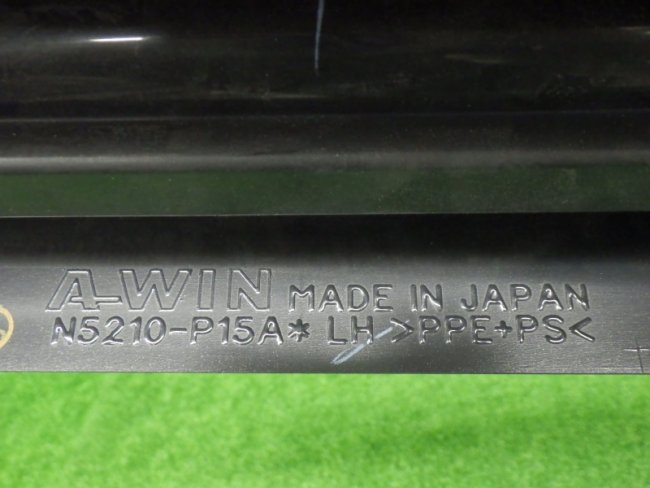 A-WIN MADE IN JAPAN
N5210-P15A* LH >PPE+PS<